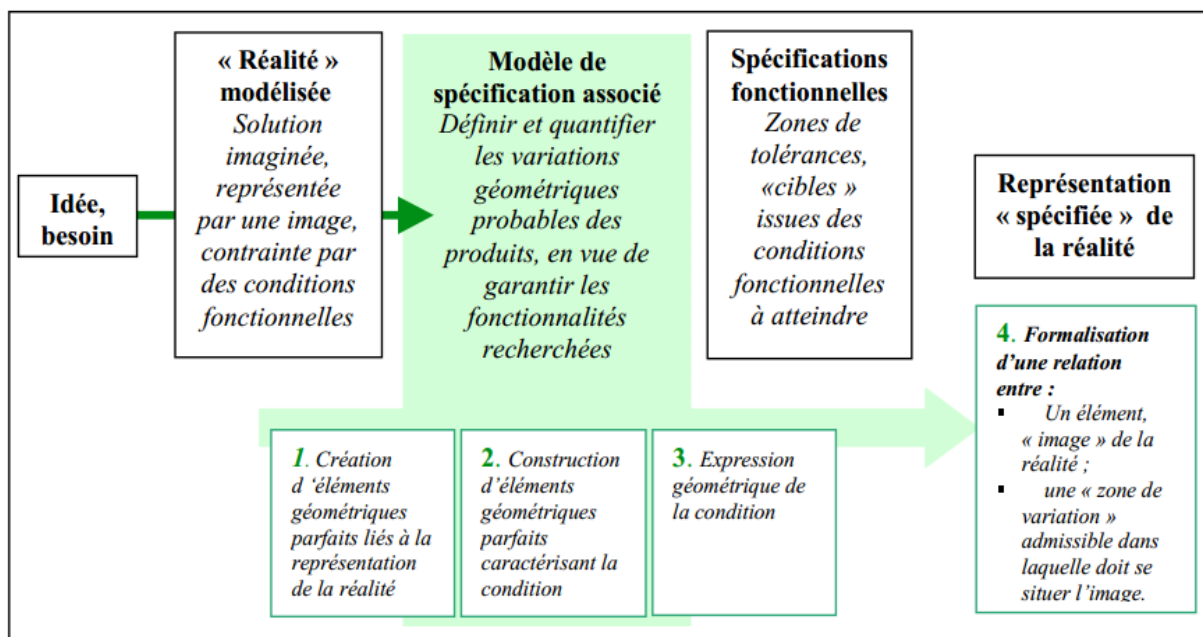 Idée,
besoin
« Réalité »
modélisée
Solution
imaginée,
représentée
par une image,
contrainte par
des conditions
fonctionnelles
Modèle de
spécification associé
Définir et quantifier
les variations
géométriques
probables des
produits, en vue de
garantir les
fonctionnalités
recherchées
Spécifications
fonctionnelles
Zones de
tolérances,
«cibles »
issues des
conditions
fonctionnelles
à atteindre
Représentation
« spécifiée » de
la réalité
1. Création
d ‘éléments
géométriques
parfaits liés à la
représentation
de la réalité
2. Construction
d’éléments
géométriques
parfaits
caractérisant la
condition
3. Expression
géométrique de
la condition
4. Formalisation
d’une relation
entre :
▪ Un élément,
« image » de la
réalité ;
▪ une « zone de
variation »
admissible dans
laquelle doit se
situer l’image.